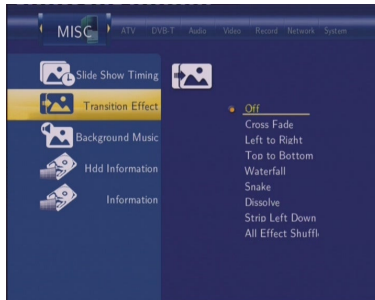 MISC ATV DVB-T Audio Video Record Network System
Slide Show Timing
Transition Effect
Background Music
Hdd Information
Information
Off
Cross Fade
Left to Right
Top to Bottom
Waterfall
Snake
Dissolve
Strip Left Down
All Effect Shuffl